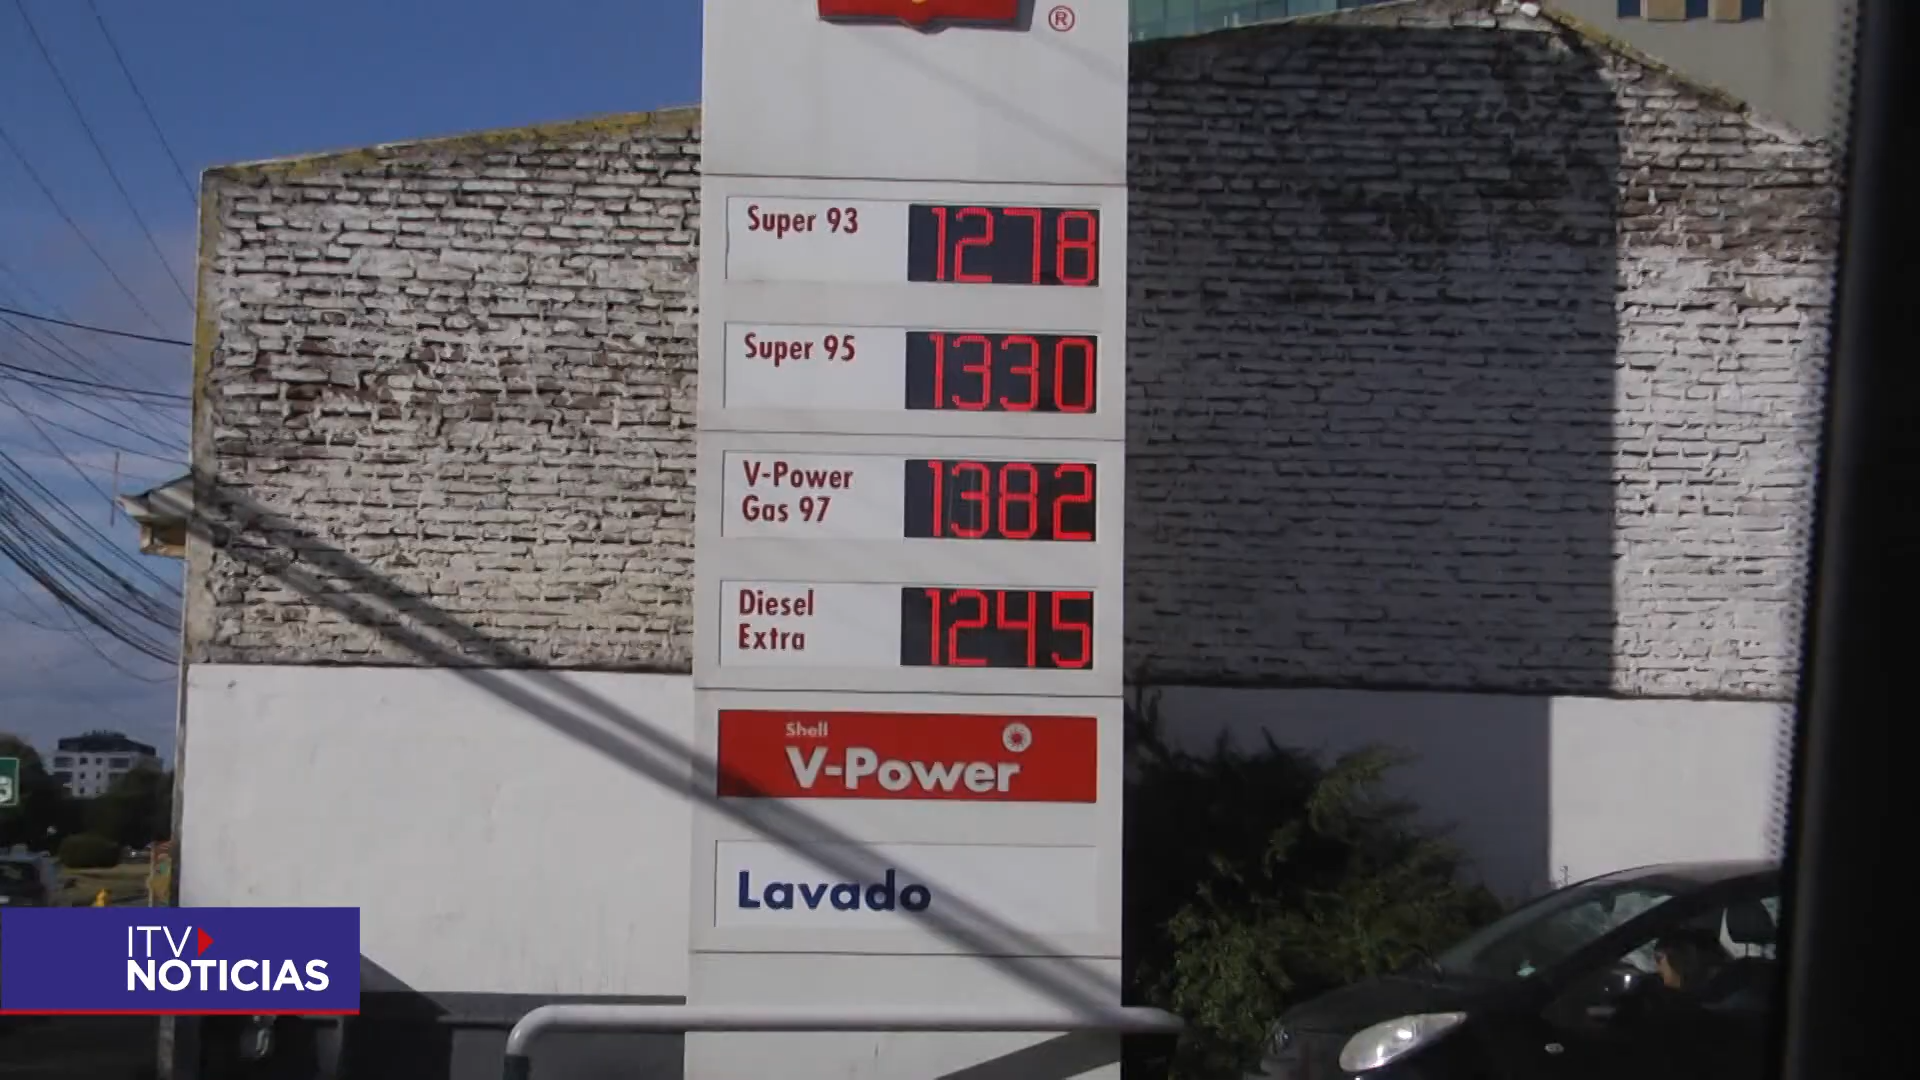 ®
Super 93 1278
Super 95 1330
V-Power
Gas 97 1382
Diesel
Extra 1245
Shell
V-Power
Lavado
ITV
NOTICIAS